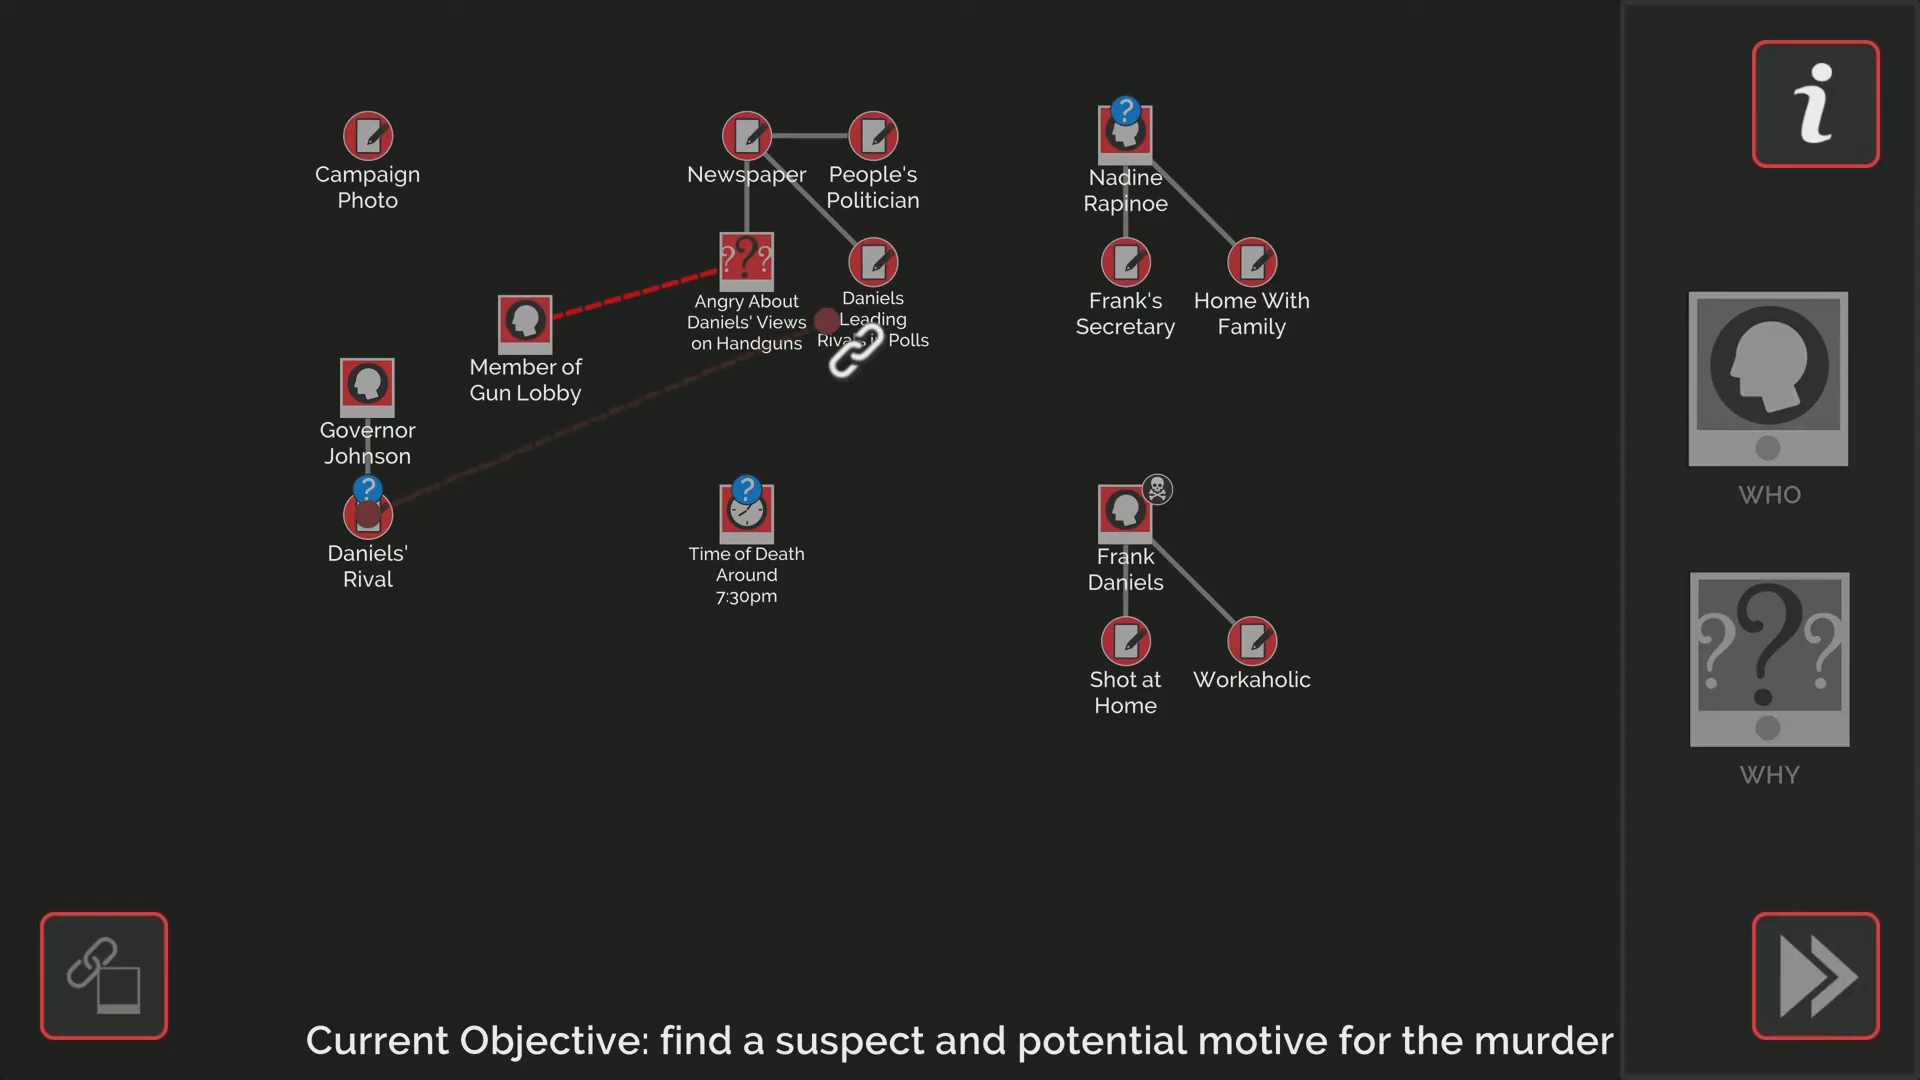 Campaign
Photo
Newspaper
People's
Politician
Nadine
Rapinoe
Angry About
Daniels' Views
on Handguns
Daniels
Leading
Polls
Frank's
Secretary
Home With
Family
Member of
Gun Lobby
Governor
Johnson
Daniels'
Rival
Time of Death
Around
7:30pm
Frank
Daniels
Shot at
Home
Workaholic
WHO
WHY
Current Objective: find a suspect and potential motive for the murder